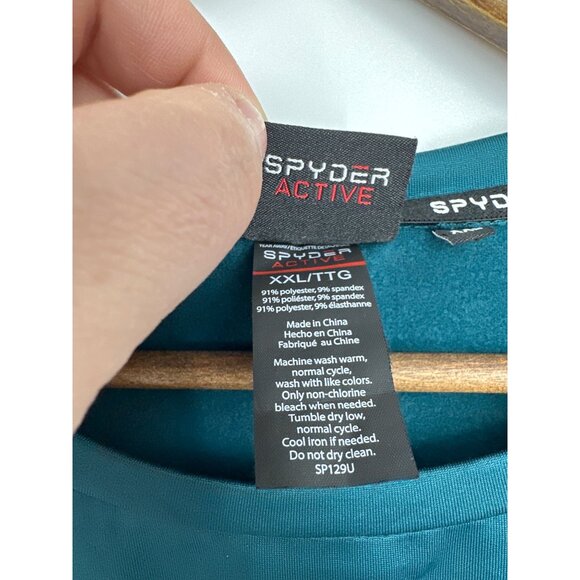 SPYDER
ACTIVE
SPYD
SPYDER
ACTIVE
XXL/TTG
91% polyester, 9% spandex
91% poliéster, 9% spandex
91% polyester, 9% élasthanne
Made in China
Hecho en China
Fabriqué au Chine
Machine wash warm,
normal cycle,
wash with like colors.
Only non-chlorine
bleach when needed.
Tumble dry low,
normal cycle.
Cool iron if needed.
Do not dry clean.
SP129U